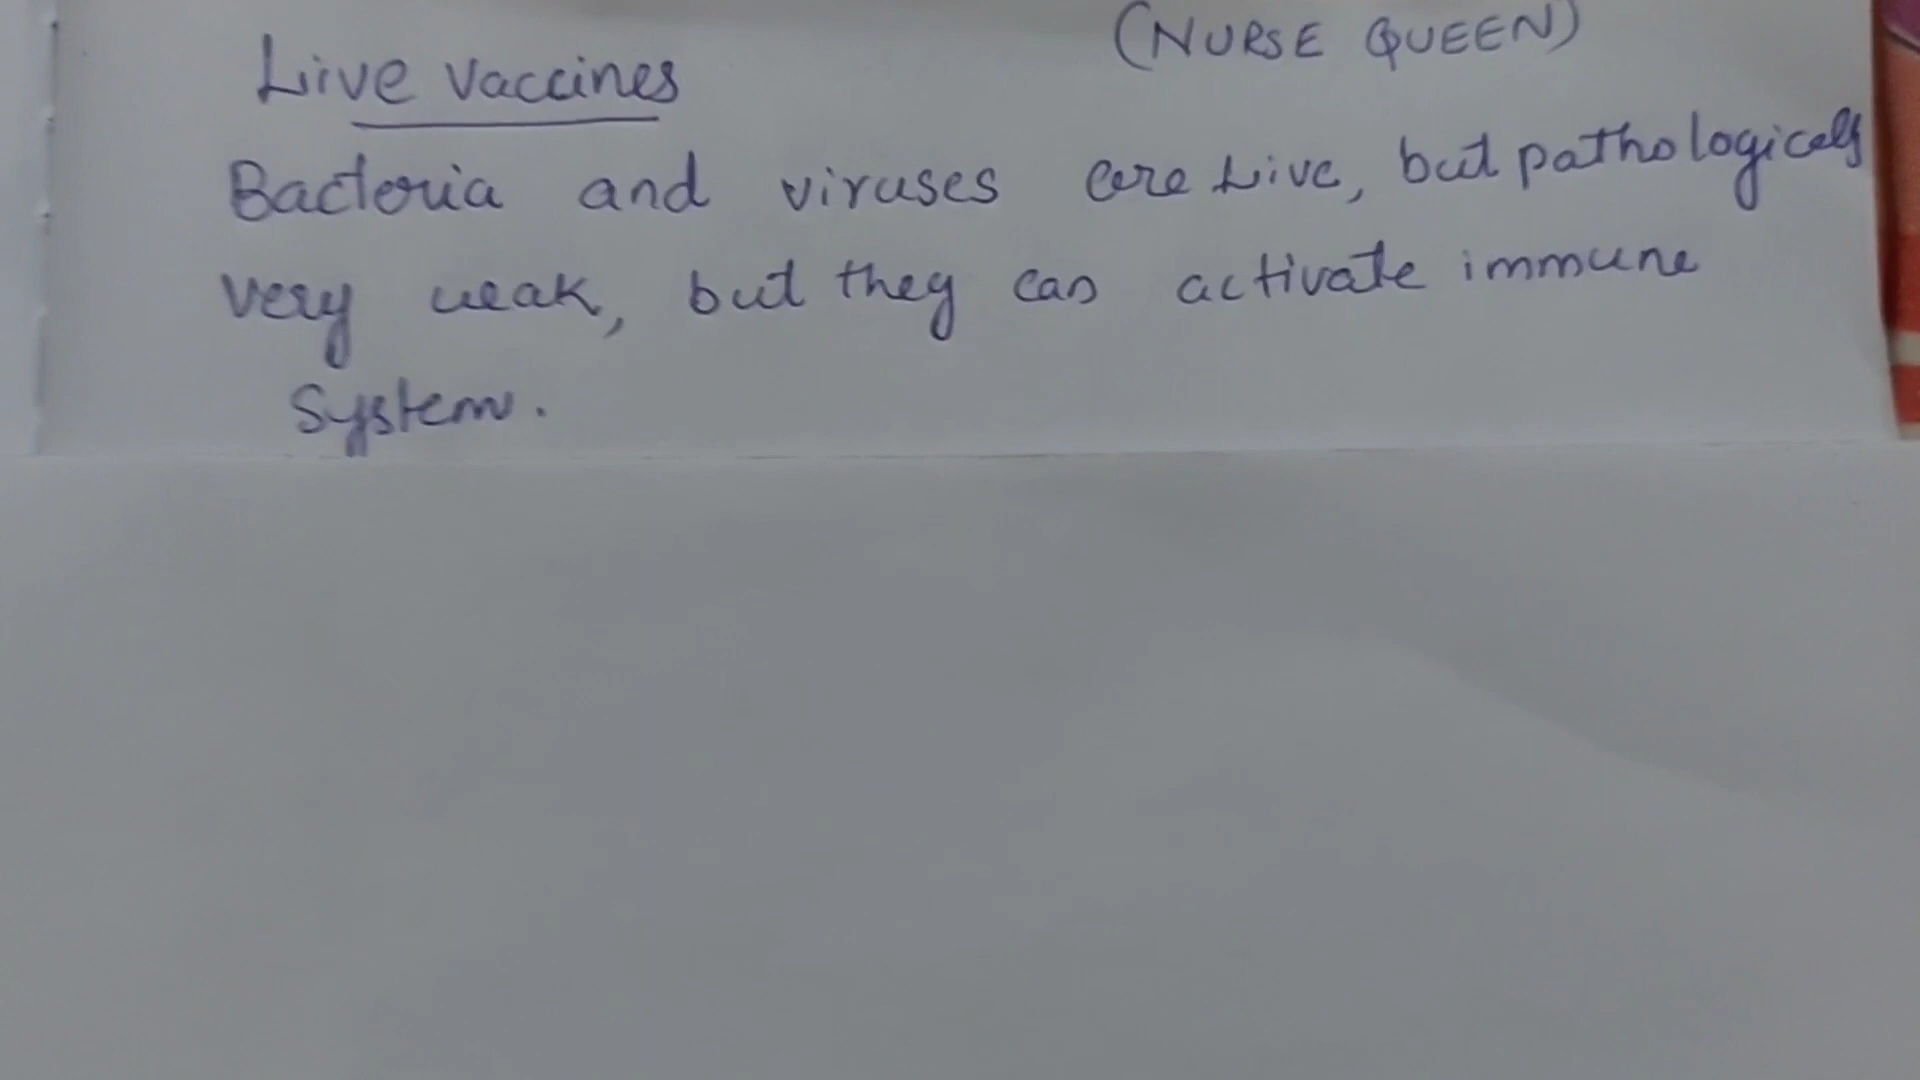 (NURSE QUEEN)
Live vaccines
Bacteria and viruses are Live, but pathologically
very weak, but they can activate immune
System.